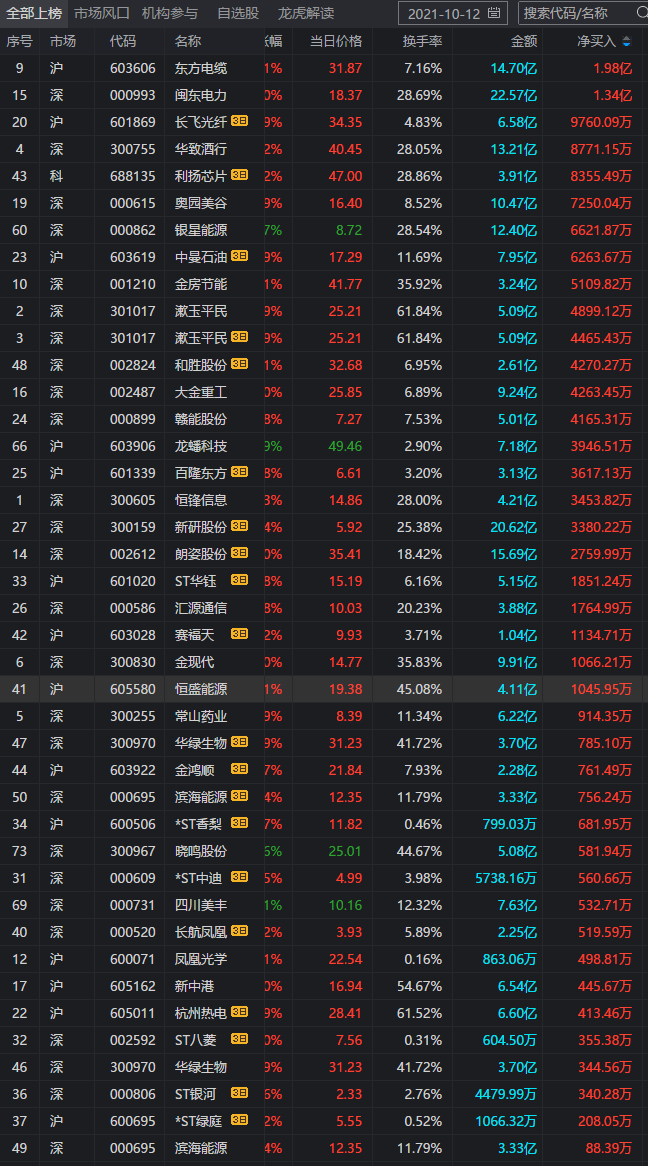 全部上榜 市场风口 机构参与 自选股 龙虎解读 2021-10-12 搜索代码/名称
序号 市场 代码 名称 涨幅 当日价格 换手率 金额 净买入
9 沪 603606 东方电缆 1% 31.87 7.16% 14.70亿 1.98亿
15 深 000993 闽东电力 0% 18.37 28.69% 22.57亿 1.34亿
20 沪 601869 长飞光纤 3日 9% 34.35 4.83% 6.58亿 9760.09万
4 深 300755 华致酒行 2% 40.45 28.05% 13.21亿 8771.15万
43 科 688135 利扬芯片 3日 2% 47.00 28.86% 3.91亿 8355.49万
19 深 000615 奥园美谷 9% 16.40 8.52% 10.47亿 7250.04万
60 深 000862 银星能源 7% 8.72 28.54% 12.40亿 6621.87万
23 沪 603619 中曼石油 3日 9% 17.29 11.69% 7.95亿 6263.67万
10 深 001210 金房节能 1% 41.77 35.92% 3.24亿 5109.82万
2 深 301017 漱玉平民 9% 25.21 61.84% 5.09亿 4899.12万
3 深 301017 漱玉平民 3日 9% 25.21 61.84% 5.09亿 4465.43万
48 深 002824 和胜股份 3日 1% 32.68 6.95% 2.61亿 4270.27万
16 深 002487 大金重工 0% 25.85 6.89% 9.24亿 4263.45万
24 深 000899 赣能股份 8% 7.27 7.53% 5.01亿 4165.31万
66 沪 603906 龙蟠科技 9% 49.46 2.90% 7.18亿 3946.51万
25 沪 601339 百隆东方 3日 8% 6.61 3.20% 3.13亿 3617.13万
1 深 300605 恒锋信息 3% 14.86 28.00% 4.21亿 3453.82万
27 深 300159 新研股份 3日 4% 5.92 25.38% 20.62亿 3380.22万
14 深 002612 朗姿股份 3日 0% 35.41 18.42% 15.69亿 2759.99万
33 沪 601020 ST华钰 3日 8% 15.19 6.16% 5.15亿 1851.24万
26 深 000586 汇源通信 8% 10.03 20.23% 3.88亿 1764.99万
42 沪 603028 赛福天 3日 2% 9.93 3.71% 1.04亿 1134.71万
6 深 300830 金现代 0% 14.77 35.83% 9.91亿 1066.21万
41 沪 605580 恒盛能源 1% 19.38 45.08% 4.11亿 1045.95万
5 深 300255 常山药业 9% 8.39 11.34% 6.22亿 914.35万
47 深 300970 华绿生物 3日 9% 31.23 41.72% 3.70亿 785.10万
44 沪 603922 金鸿顺 3日 7% 21.84 7.93% 2.28亿 761.49万
50 深 000695 滨海能源 3日 4% 12.35 11.79% 3.33亿 756.24万
34 沪 600506 *ST香梨 3日 7% 11.82 0.46% 799.03万 681.95万
73 深 300967 晓鸣股份 6% 25.01 44.67% 5.08亿 581.94万
31 深 000609 *ST中迪 3日 5% 4.99 3.98% 5738.16万 560.66万
69 深 000731 四川美丰 1% 10.16 12.32% 7.63亿 532.71万
40 深 000520 长航凤凰 3日 2% 3.93 5.89% 2.25亿 519.59万
12 沪 600071 凤凰光学 1% 22.54 0.16% 863.06万 498.81万
17 沪 605162 新中港 0% 16.94 54.67% 6.54亿 445.67万
22 沪 605011 杭州热电 3日 9% 28.41 61.52% 6.60亿 413.46万
32 深 002592 ST八菱 3日 0% 7.56 0.31% 604.50万 355.38万
46 深 300970 华绿生物 9% 31.23 41.72% 3.70亿 344.56万
36 深 000806 ST银河 3日 6% 2.33 2.76% 4479.99万 340.28万
37 沪 600695 *ST绿庭 3日 2% 5.55 0.52% 1066.32万 208.05万
49 深 000695 滨海能源 4% 12.35 11.79% 3.33亿 88.39万